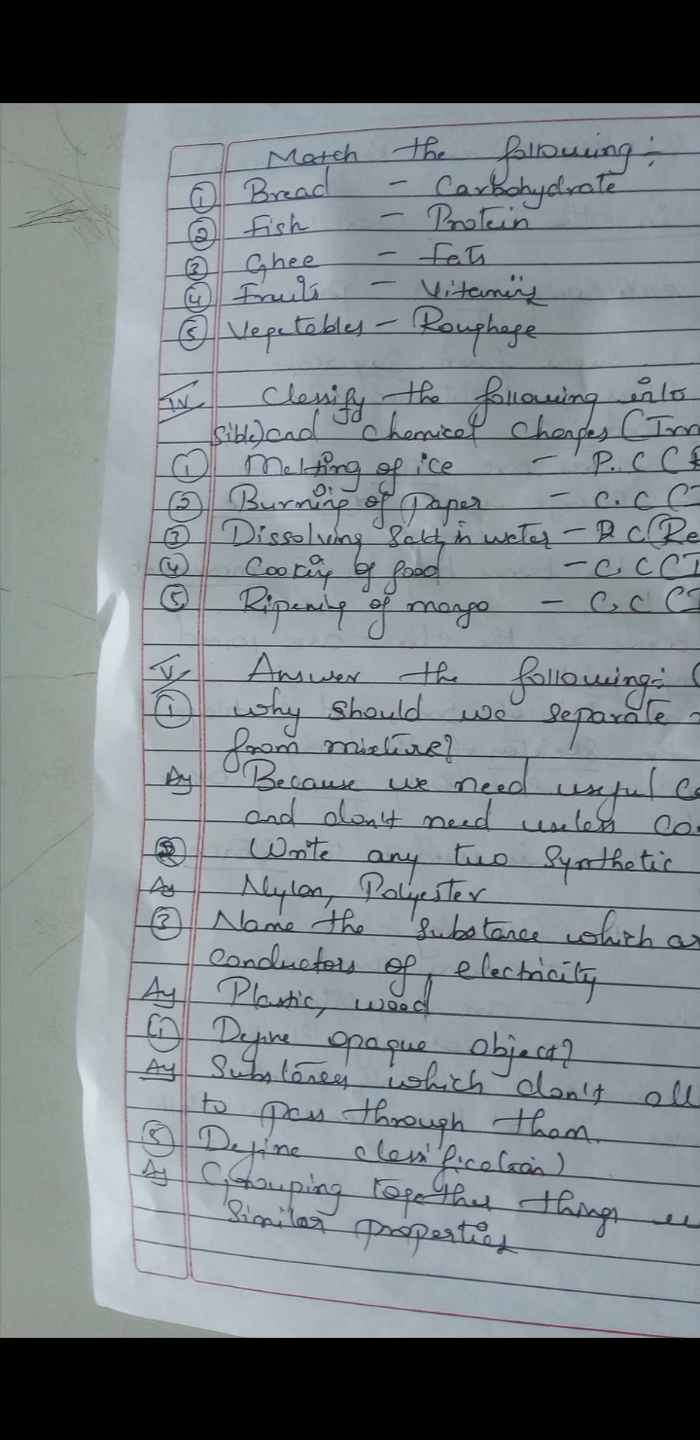 Match the following:-
① Bread - Carbohydrate
② Fish - Protein
③ Ghee - Fats
④ Fruits - Vitamins
⑤ Vegetables - Roughage
IV Classify the following into
sible) and chemical changes (Irr
① Melting of ice - P.C (R
② Burning of Paper - C.C (I
③ Dissolving Salt in water - P.C (Re
④ Cooking of food - C.C (I
⑤ Ripening of mango - C.C (I
V Answer the following:- (
① Why should we separate
from mixture?
Ans Because we need useful Co
and don't need useless Co
② Write any two Synthetic
Ans Nylon, Polyester
③ Name the Substance which ar
conductors of electricity
Ans Plastic, wood
④ Define opaque object?
Ans Substances which don't all
to pass through them.
⑤ Define classification)
Ans Grouping together things
Similar properties